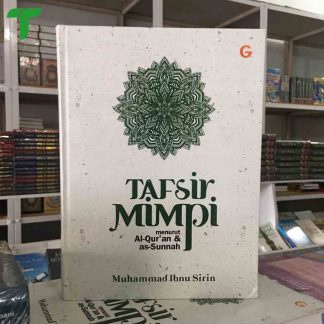 T
G
TAFSIR
MIMPI
menurut
Al-Qur'an &
as-Sunnah
Muhammad Ibnu Sirin